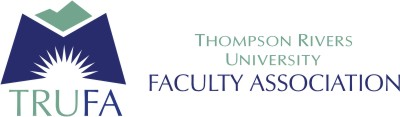 TRUFA
THOMPSON RIVERS
UNIVERSITY
FACULTY ASSOCIATION